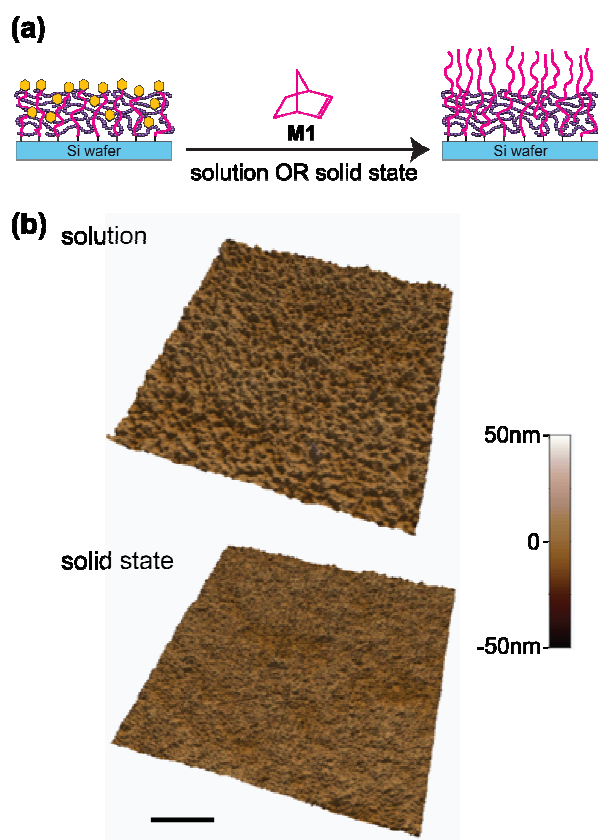 (a)
M1
Si wafer
solution OR solid state
Si wafer
(b)
solution
50nm
0
-50nm
solid state